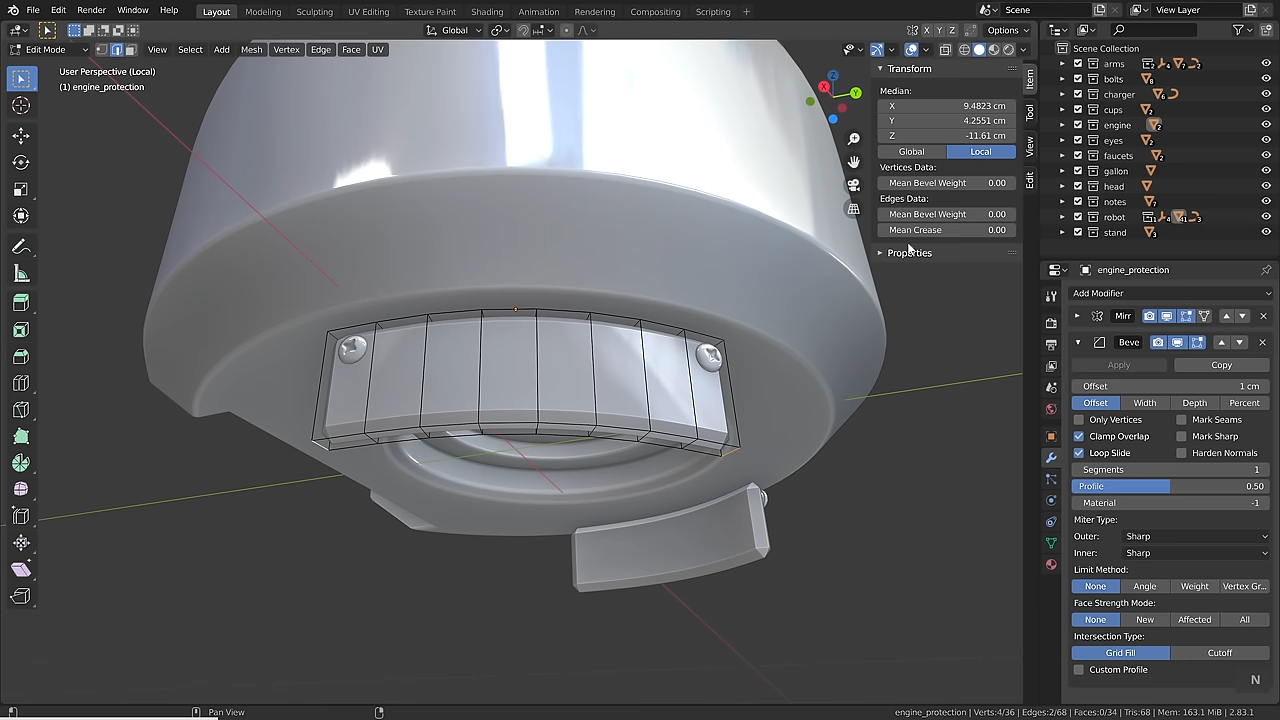 File Edit Render Window Help Layout Modeling Sculpting UV Editing Texture Paint Shading Animation Rendering Compositing Scripting + Scene View Layer
Global Options
Edit Mode View Select Add Mesh Vertex Edge Face UV X Y Z
User Perspective (Local)
(1) engine_protection
Transform
Median:
X 9.4823 cm
Y 4.2551 cm
Z -11.61 cm
Global Local
Vertices Data:
Mean Bevel Weight 0.00
Edges Data:
Mean Bevel Weight 0.00
Mean Crease 0.00
Properties
Item
Tool
View
Edit
Z
X
Y
Scene Collection
arms
bolts
charger
cups
engine
eyes
faucets
gallon
head
notes
robot
stand
engine_protection
Add Modifier
Mirr
Beve
Apply Copy
Offset 1 cm
Offset Width Depth Percent
Only Vertices Mark Seams
Clamp Overlap Mark Sharp
Loop Slide Harden Normals
Segments 1
Profile 0.50
Material -1
Miter Type:
Outer: Sharp
Inner: Sharp
Limit Method:
None Angle Weight Vertex Gr...
Face Strength Mode:
None New Affected All
Intersection Type:
Grid Fill Cutoff
Custom Profile
N
Pan View
engine_protection | Verts:4/36 | Edges:2/68 | Faces:0/34 | Tris:68 | Mem: 163.1 MiB | 2.83.1